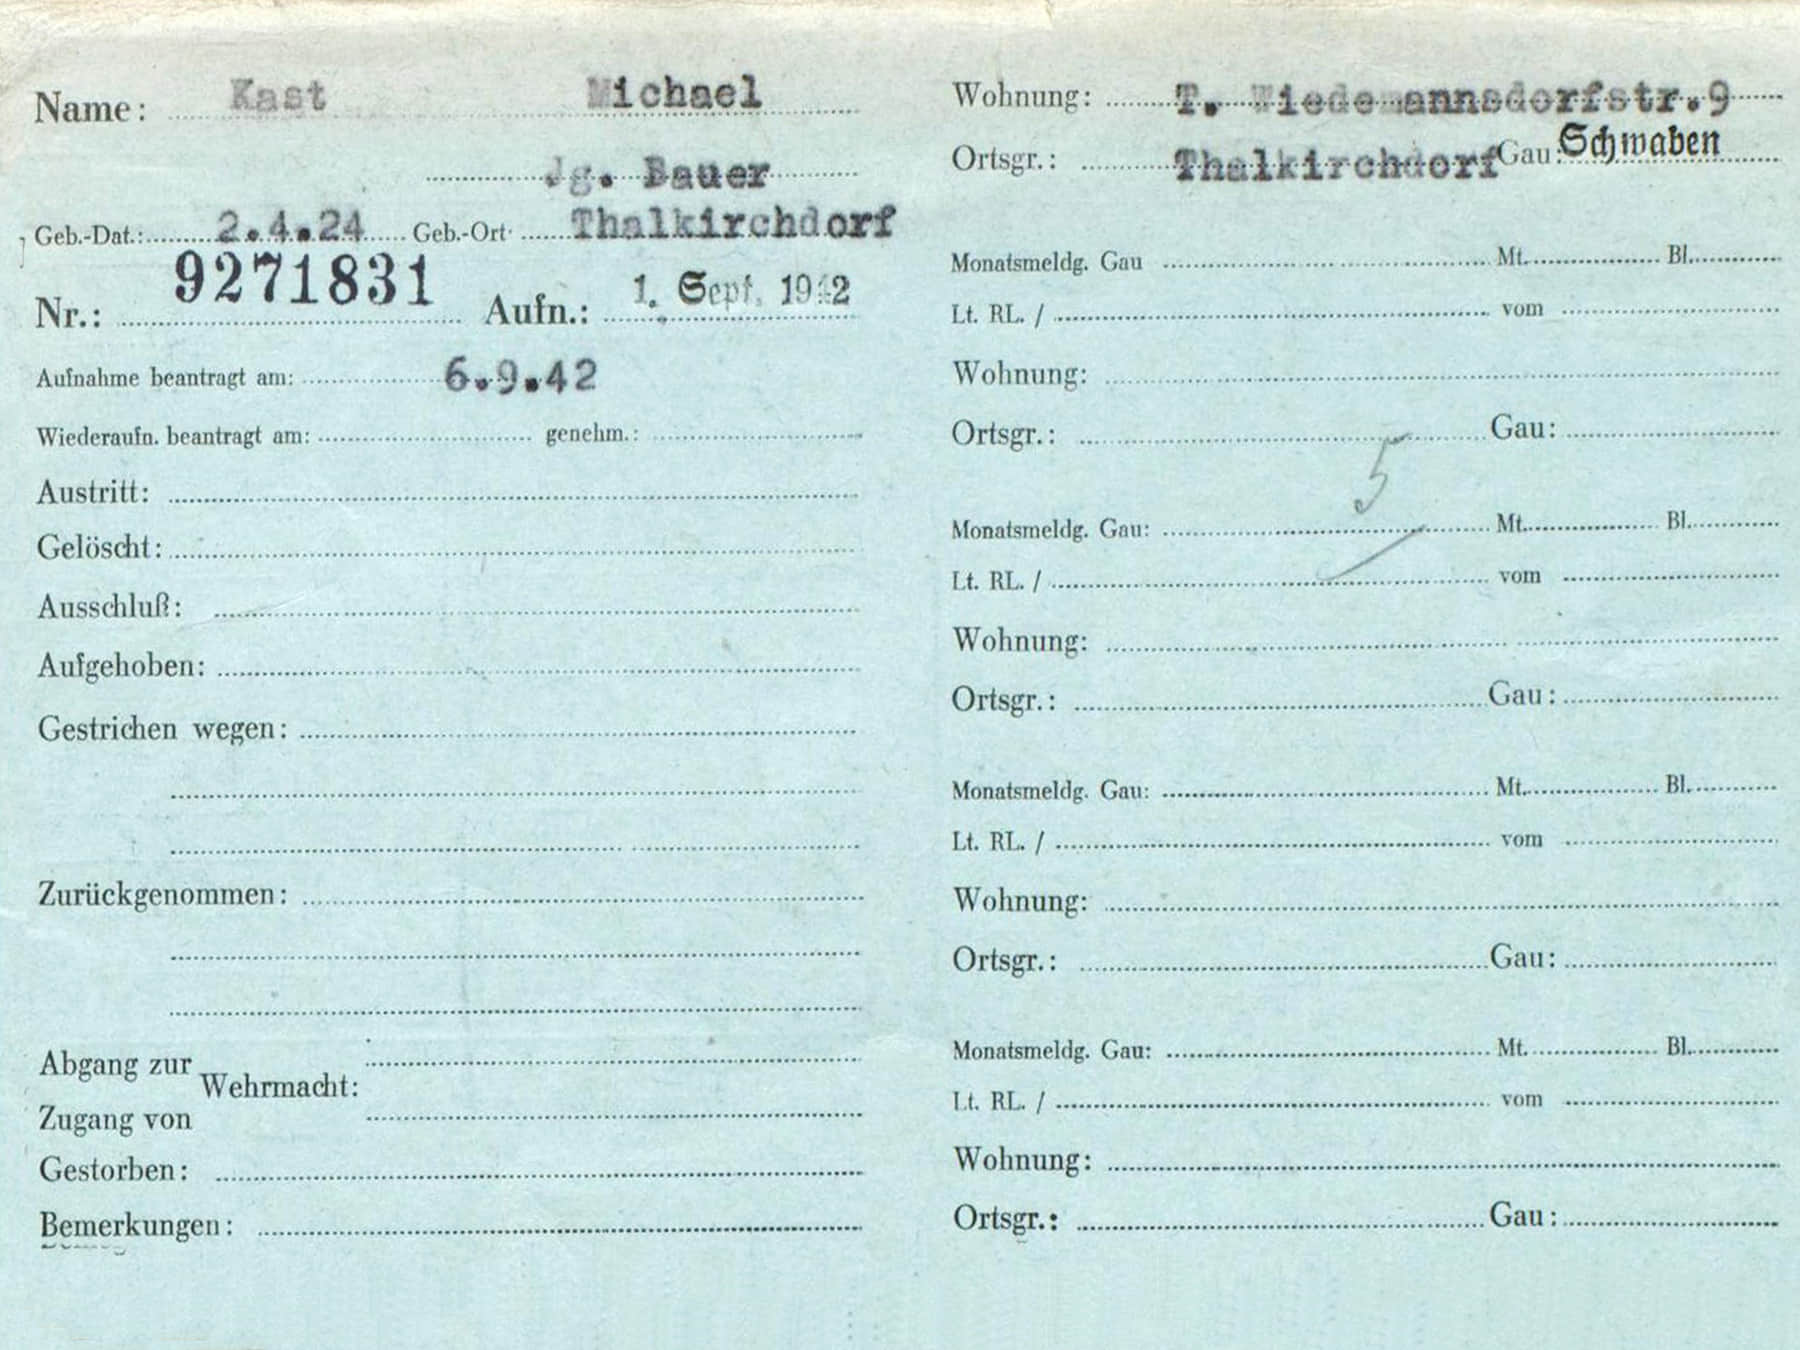 Name: Kast Michael
Jg. Bauer
Geb.-Dat.: 2.4.24 Geb.-Ort Thalkirchdorf
Nr.: 9271831 Aufn.: 1. Sept. 1942
Aufnahme beantragt am: 6.9.42
Wiederaufn. beantragt am: genehm.:
Austritt:
Gelöscht:
Ausschluß:
Aufgehoben:
Gestrichen wegen:
Zurückgenommen:
Abgang zur
Wehrmacht:
Zugang von
Gestorben:
Bemerkungen:
Wohnung: T. Wiedemannsdorfstr.9
Ortsgr.: Thalkirchdorf Gau: Schwaben
Monatsmeldg. Gau Mt. Bl.
Lt. RL. / vom
Wohnung:
Ortsgr.: Gau:
5
Monatsmeldg. Gau: Mt. Bl.
Lt. RL. / vom
Wohnung:
Ortsgr.: Gau:
Monatsmeldg. Gau: Mt. Bl.
Lt. RL. / vom
Wohnung:
Ortsgr.: Gau:
Monatsmeldg. Gau: Mt. Bl.
Lt. RL. / vom
Wohnung:
Ortsgr.: Gau: